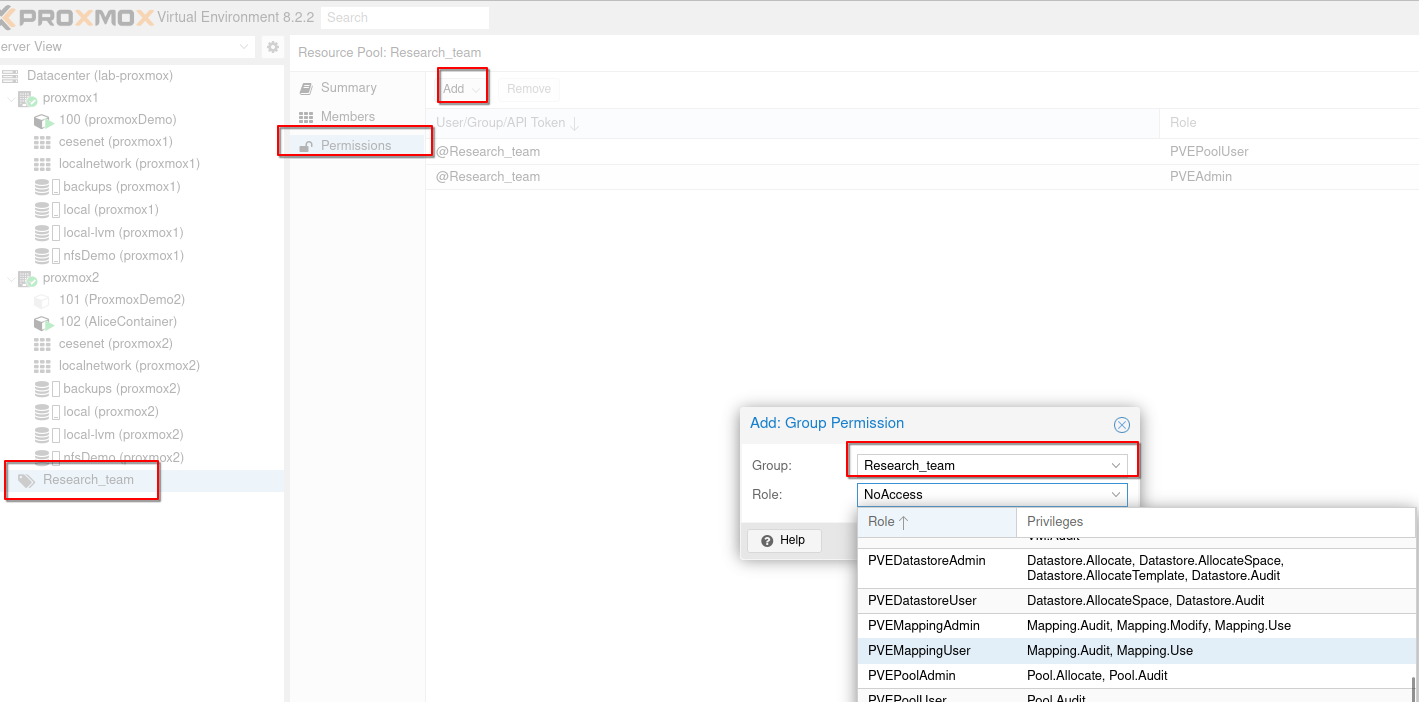 PROXMOX Virtual Environment 8.2.2 Search
erver View
Resource Pool: Research_team
Datacenter (lab-proxmox)
proxmox1
100 (proxmoxDemo)
cesenet (proxmox1)
localnetwork (proxmox1)
backups (proxmox1)
local (proxmox1)
local-lvm (proxmox1)
nfsDemo (proxmox1)
proxmox2
101 (ProxmoxDemo2)
102 (AliceContainer)
cesenet (proxmox2)
localnetwork (proxmox2)
backups (proxmox2)
local (proxmox2)
local-lvm (proxmox2)
nfsDemo (proxmox2)
Research_team
Summary
Members
Permissions
Add Remove
User/Group/API Token ↓ Role
@Research_team PVEPoolUser
@Research_team PVEAdmin
Add: Group Permission
Group: Research_team
Role: NoAccess
Help
Role ↑ Privileges
VM.Audit
PVEDatastoreAdmin Datastore.Allocate, Datastore.AllocateSpace,
Datastore.AllocateTemplate, Datastore.Audit
PVEDatastoreUser Datastore.AllocateSpace, Datastore.Audit
PVEMappingAdmin Mapping.Audit, Mapping.Modify, Mapping.Use
PVEMappingUser Mapping.Audit, Mapping.Use
PVEPoolAdmin Pool.Allocate, Pool.Audit
PVEPoolUser Pool.Audit